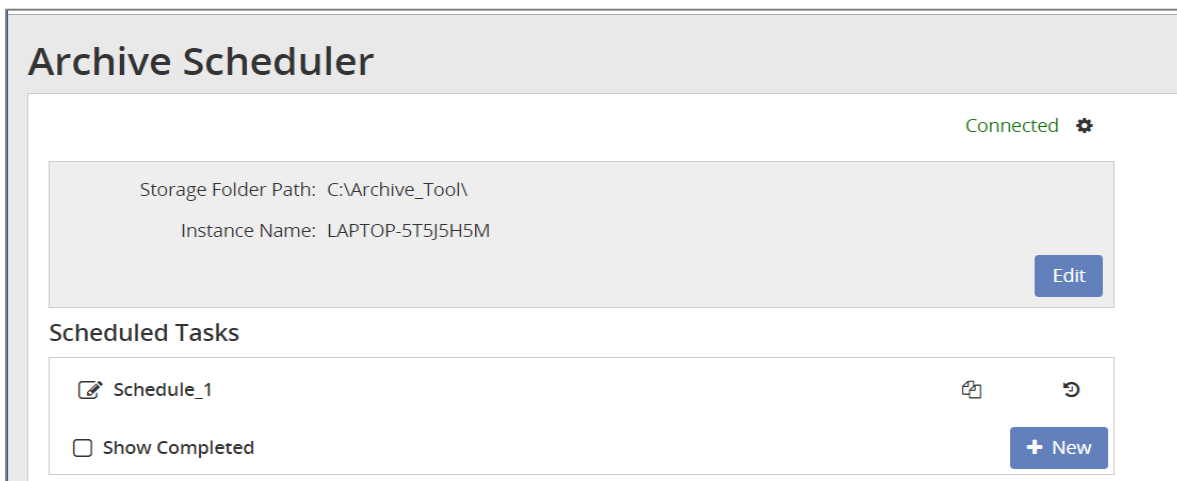 Archive Scheduler
Connected
Storage Folder Path: C:\Archive_Tool\
Instance Name: LAPTOP-5T5J5H5M
Edit
Scheduled Tasks
Schedule_1
Show Completed
New